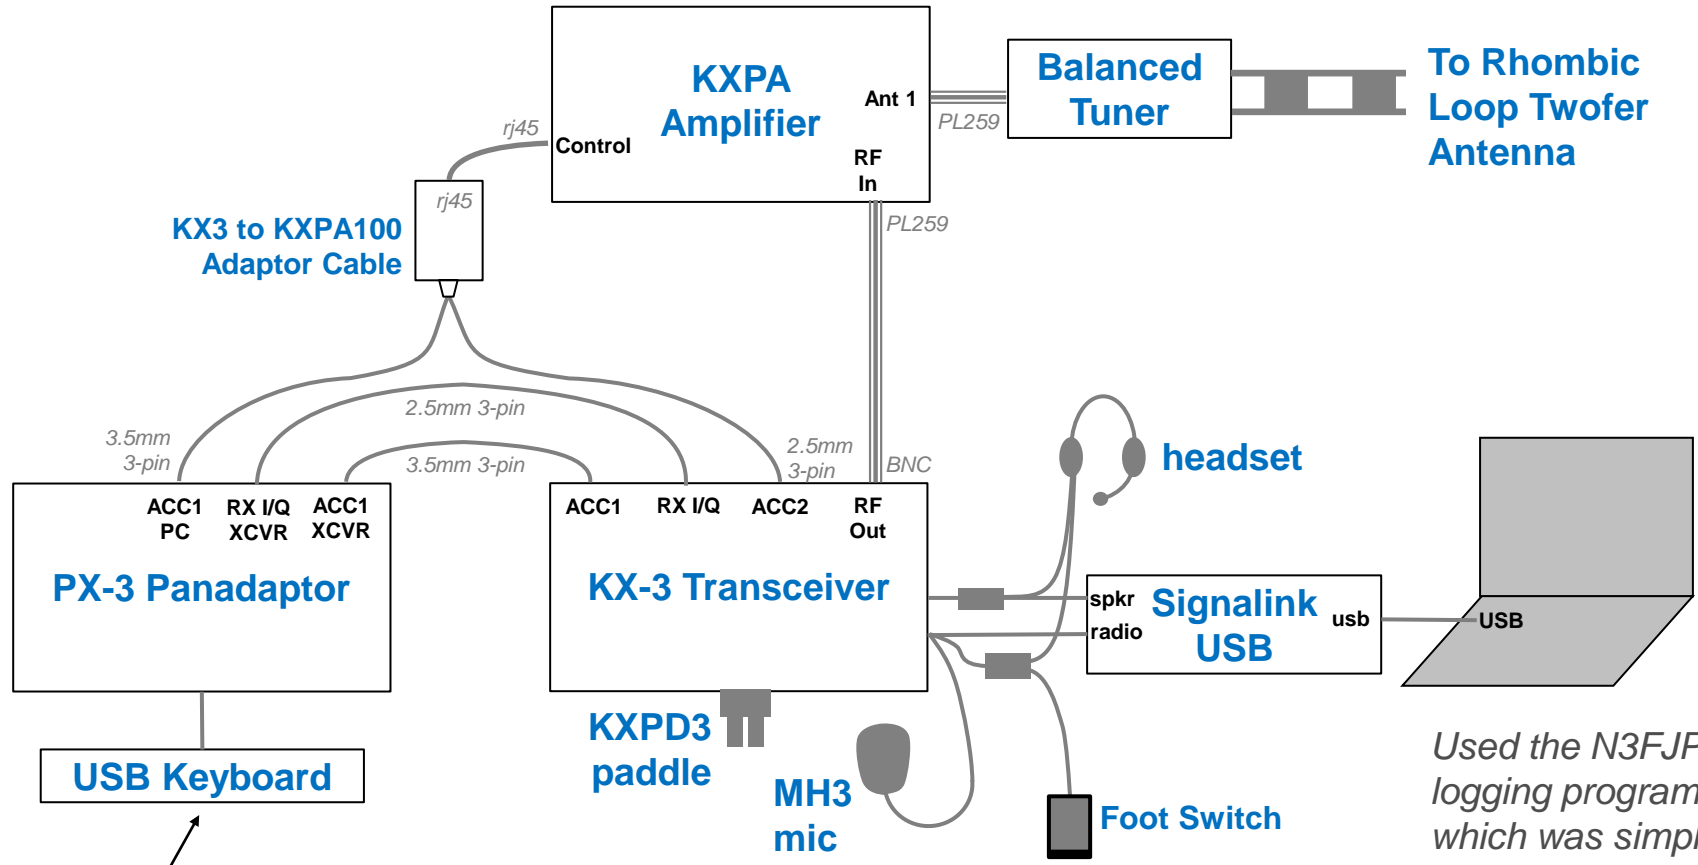 KXPA
Amplifier
Ant 1
Control
RF
In
rj45
rj45
PL259
PL259
Balanced
Tuner
To Rhombic
Loop Twofer
Antenna
KX3 to KXPA100
Adaptor Cable
3.5mm
3-pin
2.5mm 3-pin
3.5mm 3-pin
2.5mm
3-pin
BNC
ACC1
PC
RX I/Q
XCVR
ACC1
XCVR
PX-3 Panadaptor
ACC1
RX I/Q
ACC2
RF
Out
KX-3 Transceiver
headset
spkr
radio
Signalink
USB
usb
USB
USB Keyboard
KXPD3
paddle
MH3
mic
Foot Switch
Used the N3FJP
logging program
which was simpl